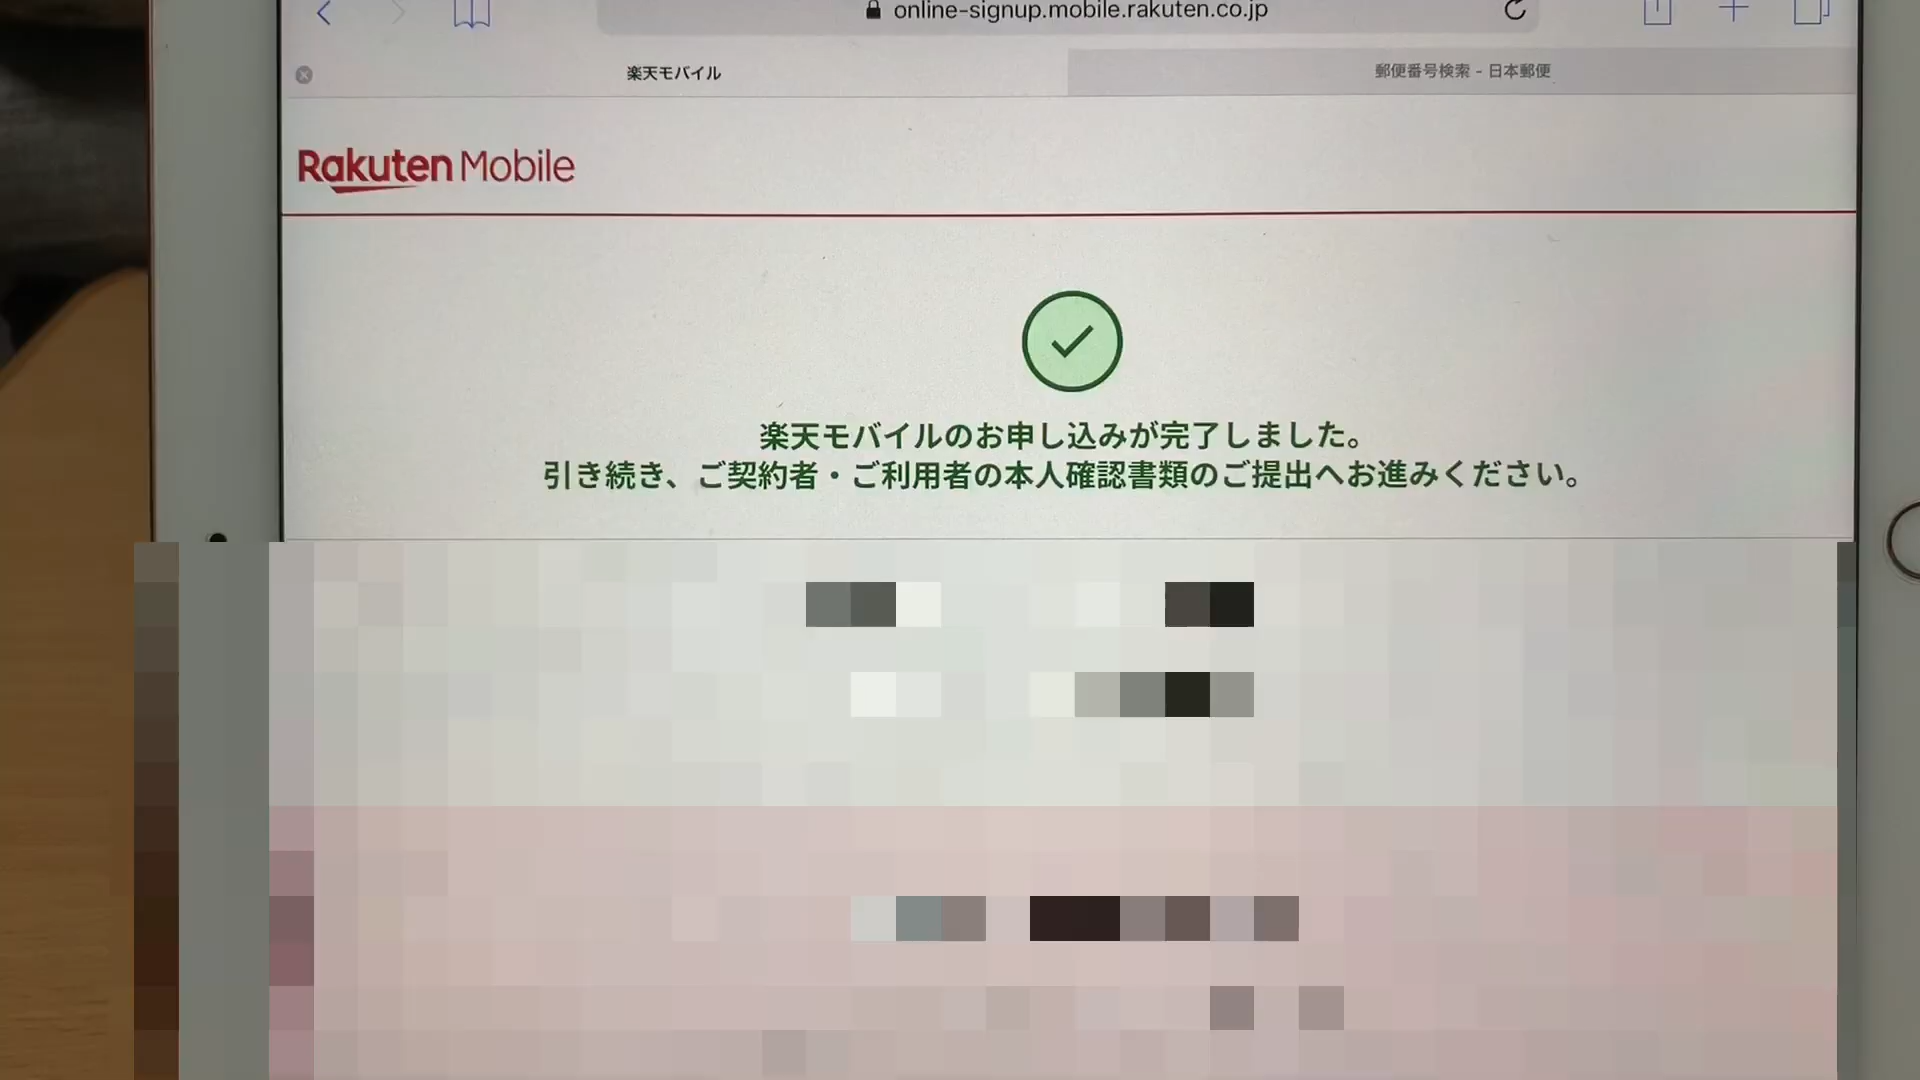 online-signup.mobile.rakuten.co.jp
楽天モバイル
郵便番号検索 - 日本郵便
Rakuten Mobile
楽天モバイルのお申し込みが完了しました。
引き続き、ご契約者・ご利用者の本人確認書類のご提出へお進みください。